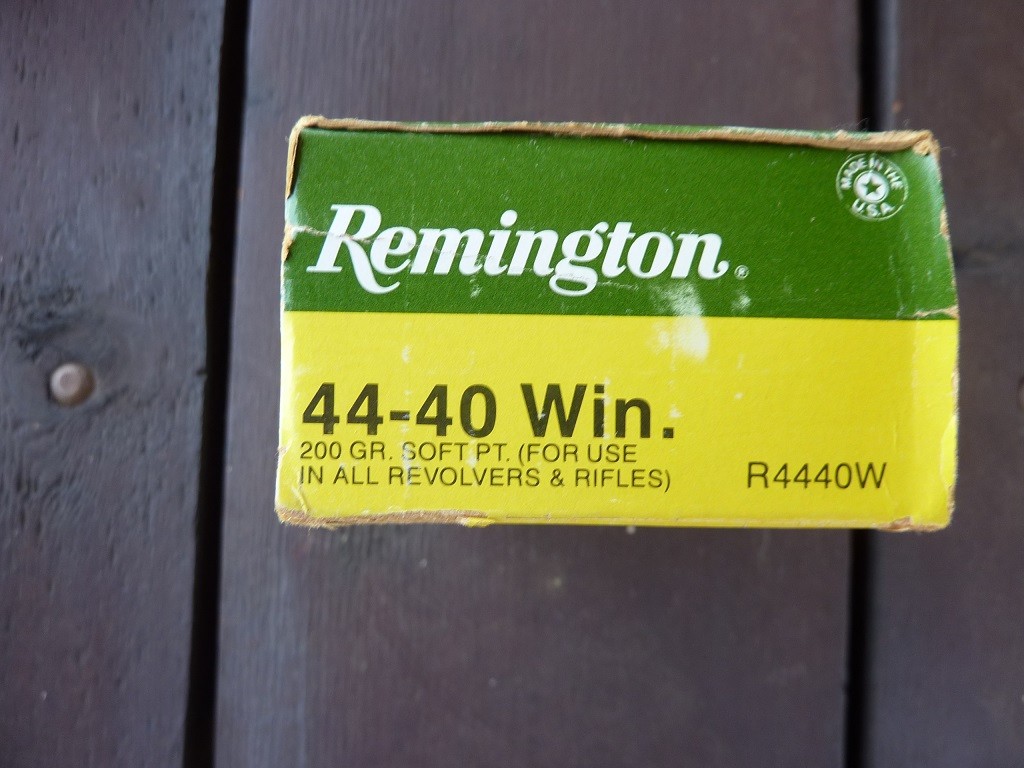 MADE IN THE
U.S.A.
Remington®
44-40 Win.
200 GR. SOFT PT. (FOR USE
IN ALL REVOLVERS & RIFLES)
R4440W